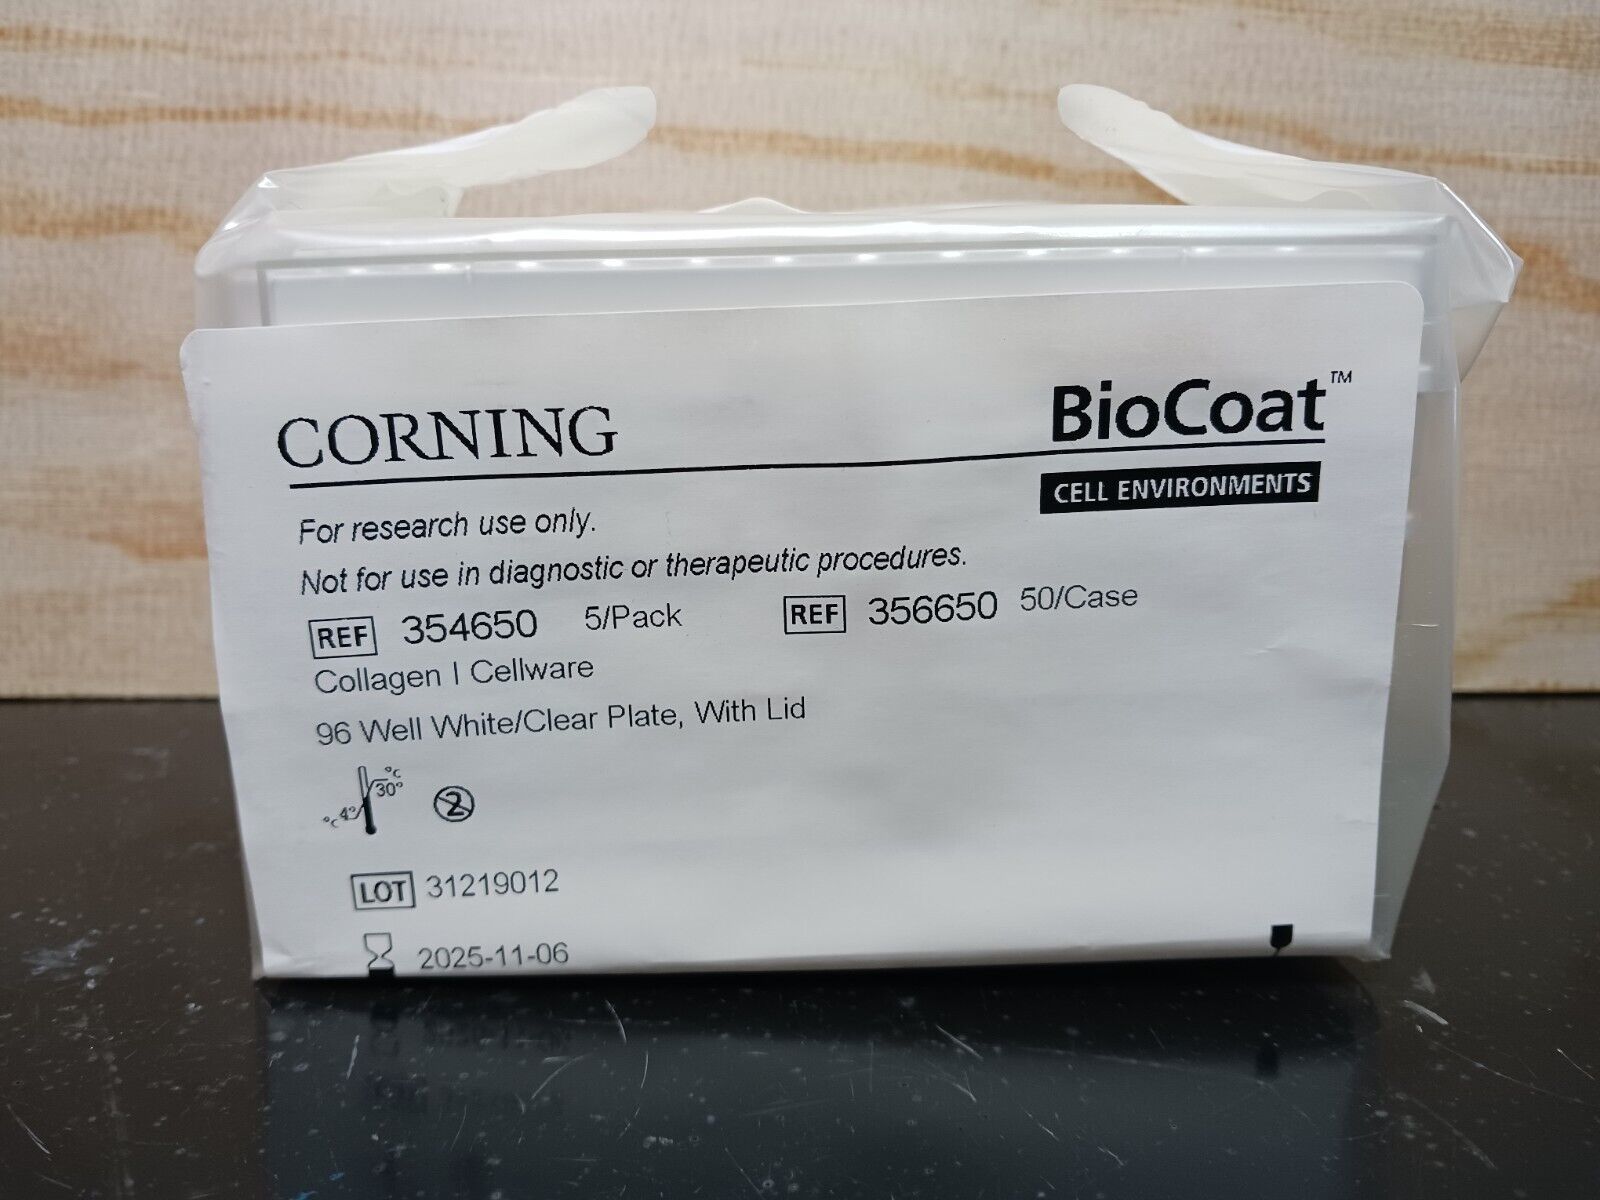 CORNING
BioCoat™
CELL ENVIRONMENTS
For research use only.
Not for use in diagnostic or therapeutic procedures.
REF 354650 5/Pack REF 356650 50/Case
Collagen I Cellware
96 Well White/Clear Plate, With Lid
°C 4° 30° °C 2
LOT 31219012
2025-11-06